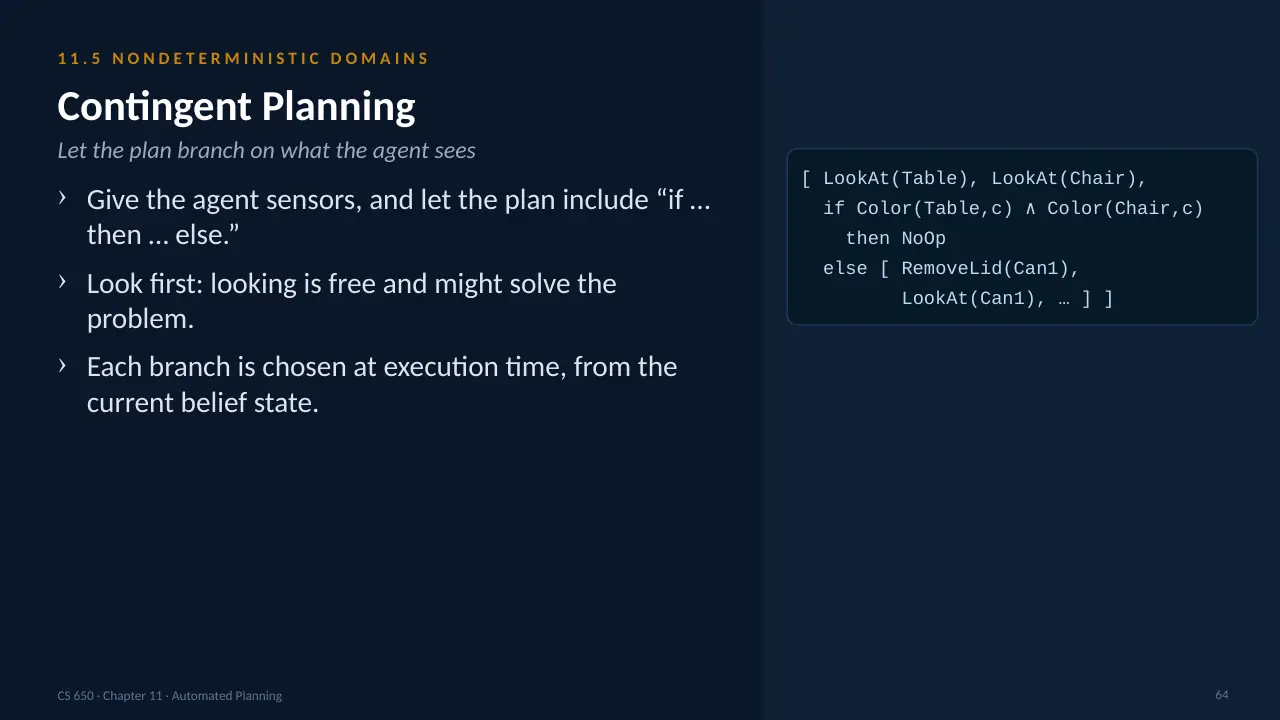 11.5 NONDETERMINISTIC DOMAINS
Contingent Planning
Let the plan branch on what the agent sees
› Give the agent sensors, and let the plan include “if …
then … else.”
› Look first: looking is free and might solve the
problem.
› Each branch is chosen at execution time, from the
current belief state.
[ LookAt(Table), LookAt(Chair),
if Color(Table,c) ∧ Color(Chair,c)
then NoOp
else [ RemoveLid(Can1),
LookAt(Can1), … ] ]
CS 650 · Chapter 11 · Automated Planning
64